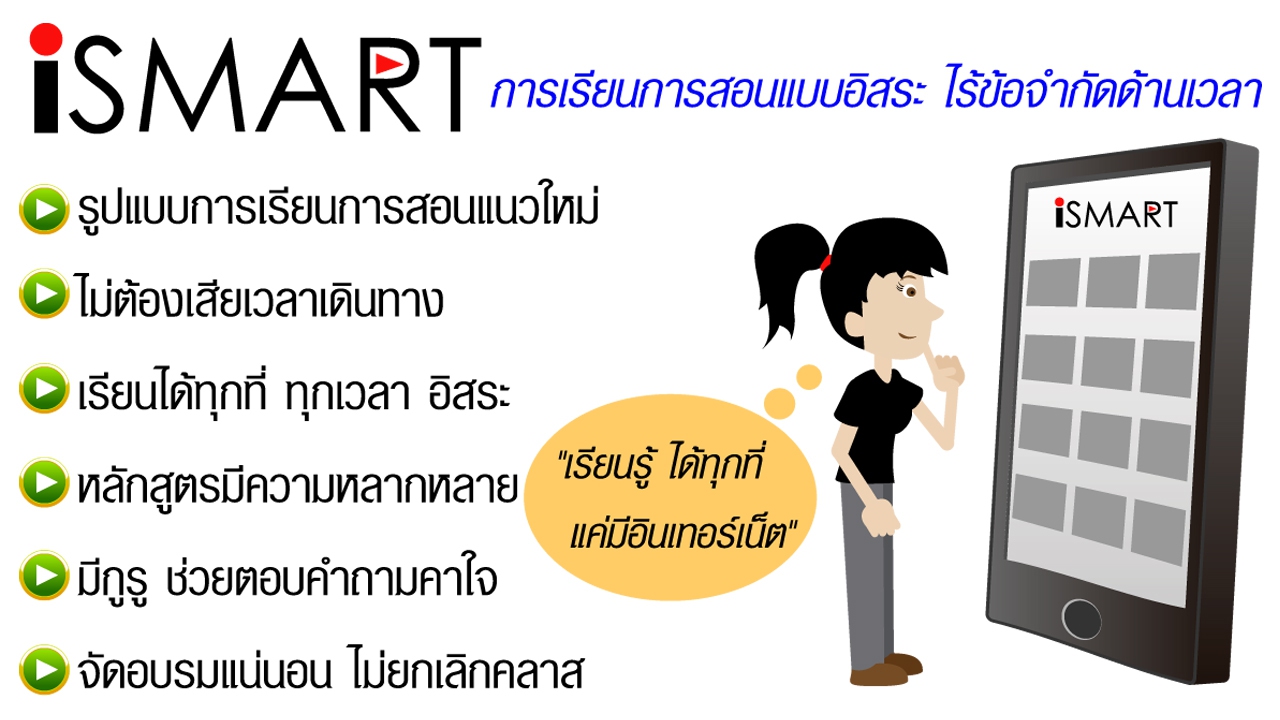 iSMART
การเรียนการสอนแบบอิสระ ไร้ข้อจำกัดด้านเวลา
รูปแบบการเรียนการสอนแนวใหม่
ไม่ต้องเสียเวลาเดินทาง
เรียนได้ทุกที่ ทุกเวลา อิสระ
หลักสูตรมีความหลากหลาย
มีกูรู ช่วยตอบคำถามคาใจ
จัดอบรมแน่นอน ไม่ยกเลิกคลาส
"เรียนรู้ ได้ทุกที่
แค่มีอินเทอร์เน็ต"
iSMART